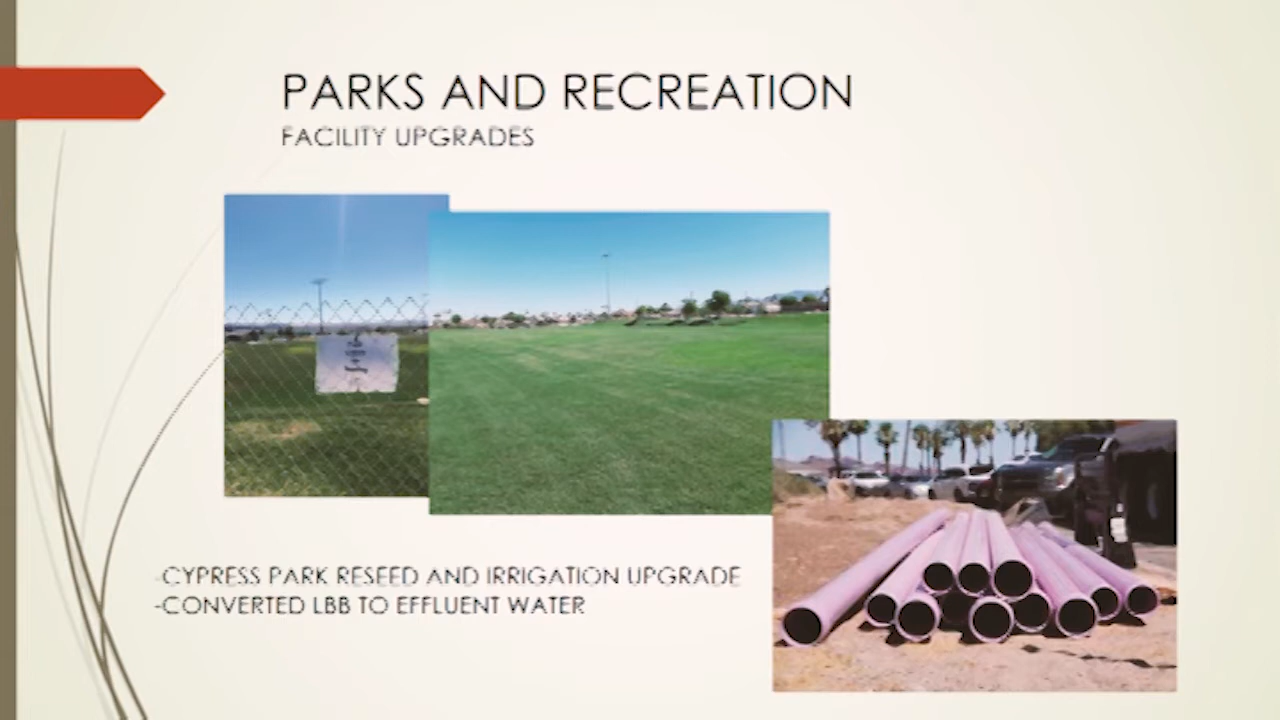 PARKS AND RECREATION
FACILITY UPGRADES
-CYPRESS PARK RESEED AND IRRIGATION UPGRADE
-CONVERTED LBB TO EFFLUENT WATER